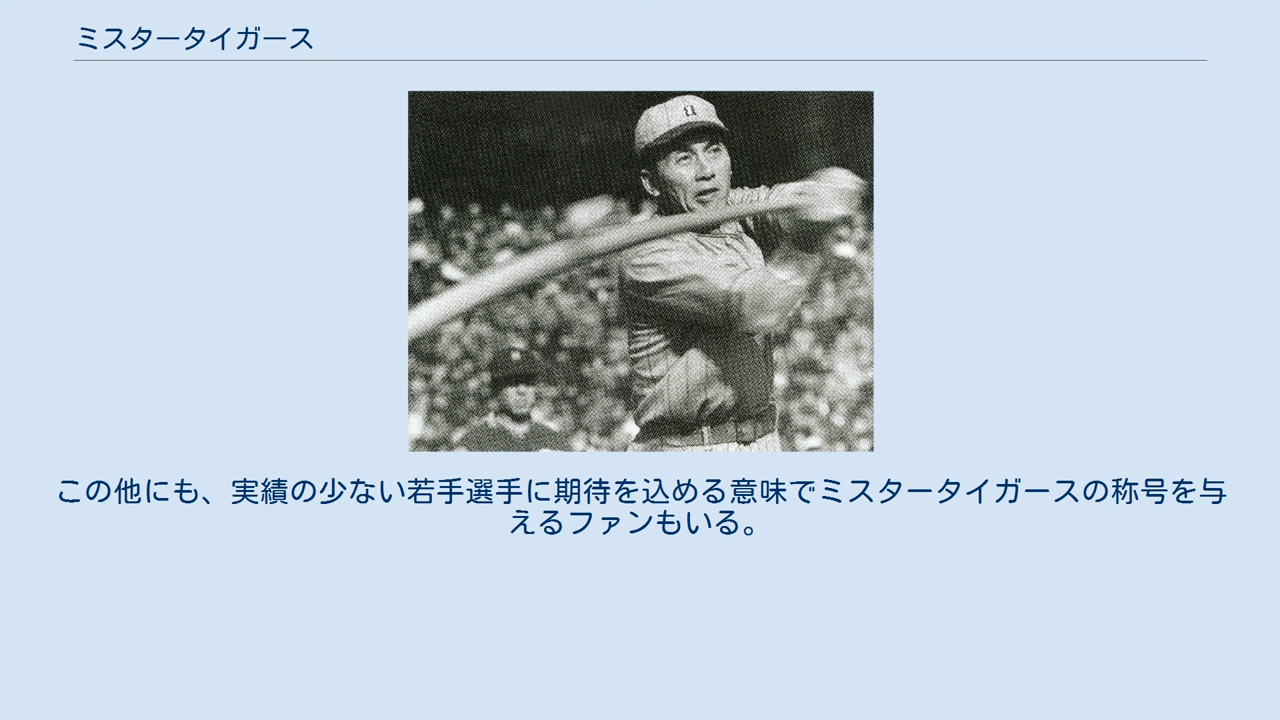 ミスタータイガース
この他にも、実績の少ない若手選手に期待を込める意味でミスタータイガースの称号を与
えるファンもいる。